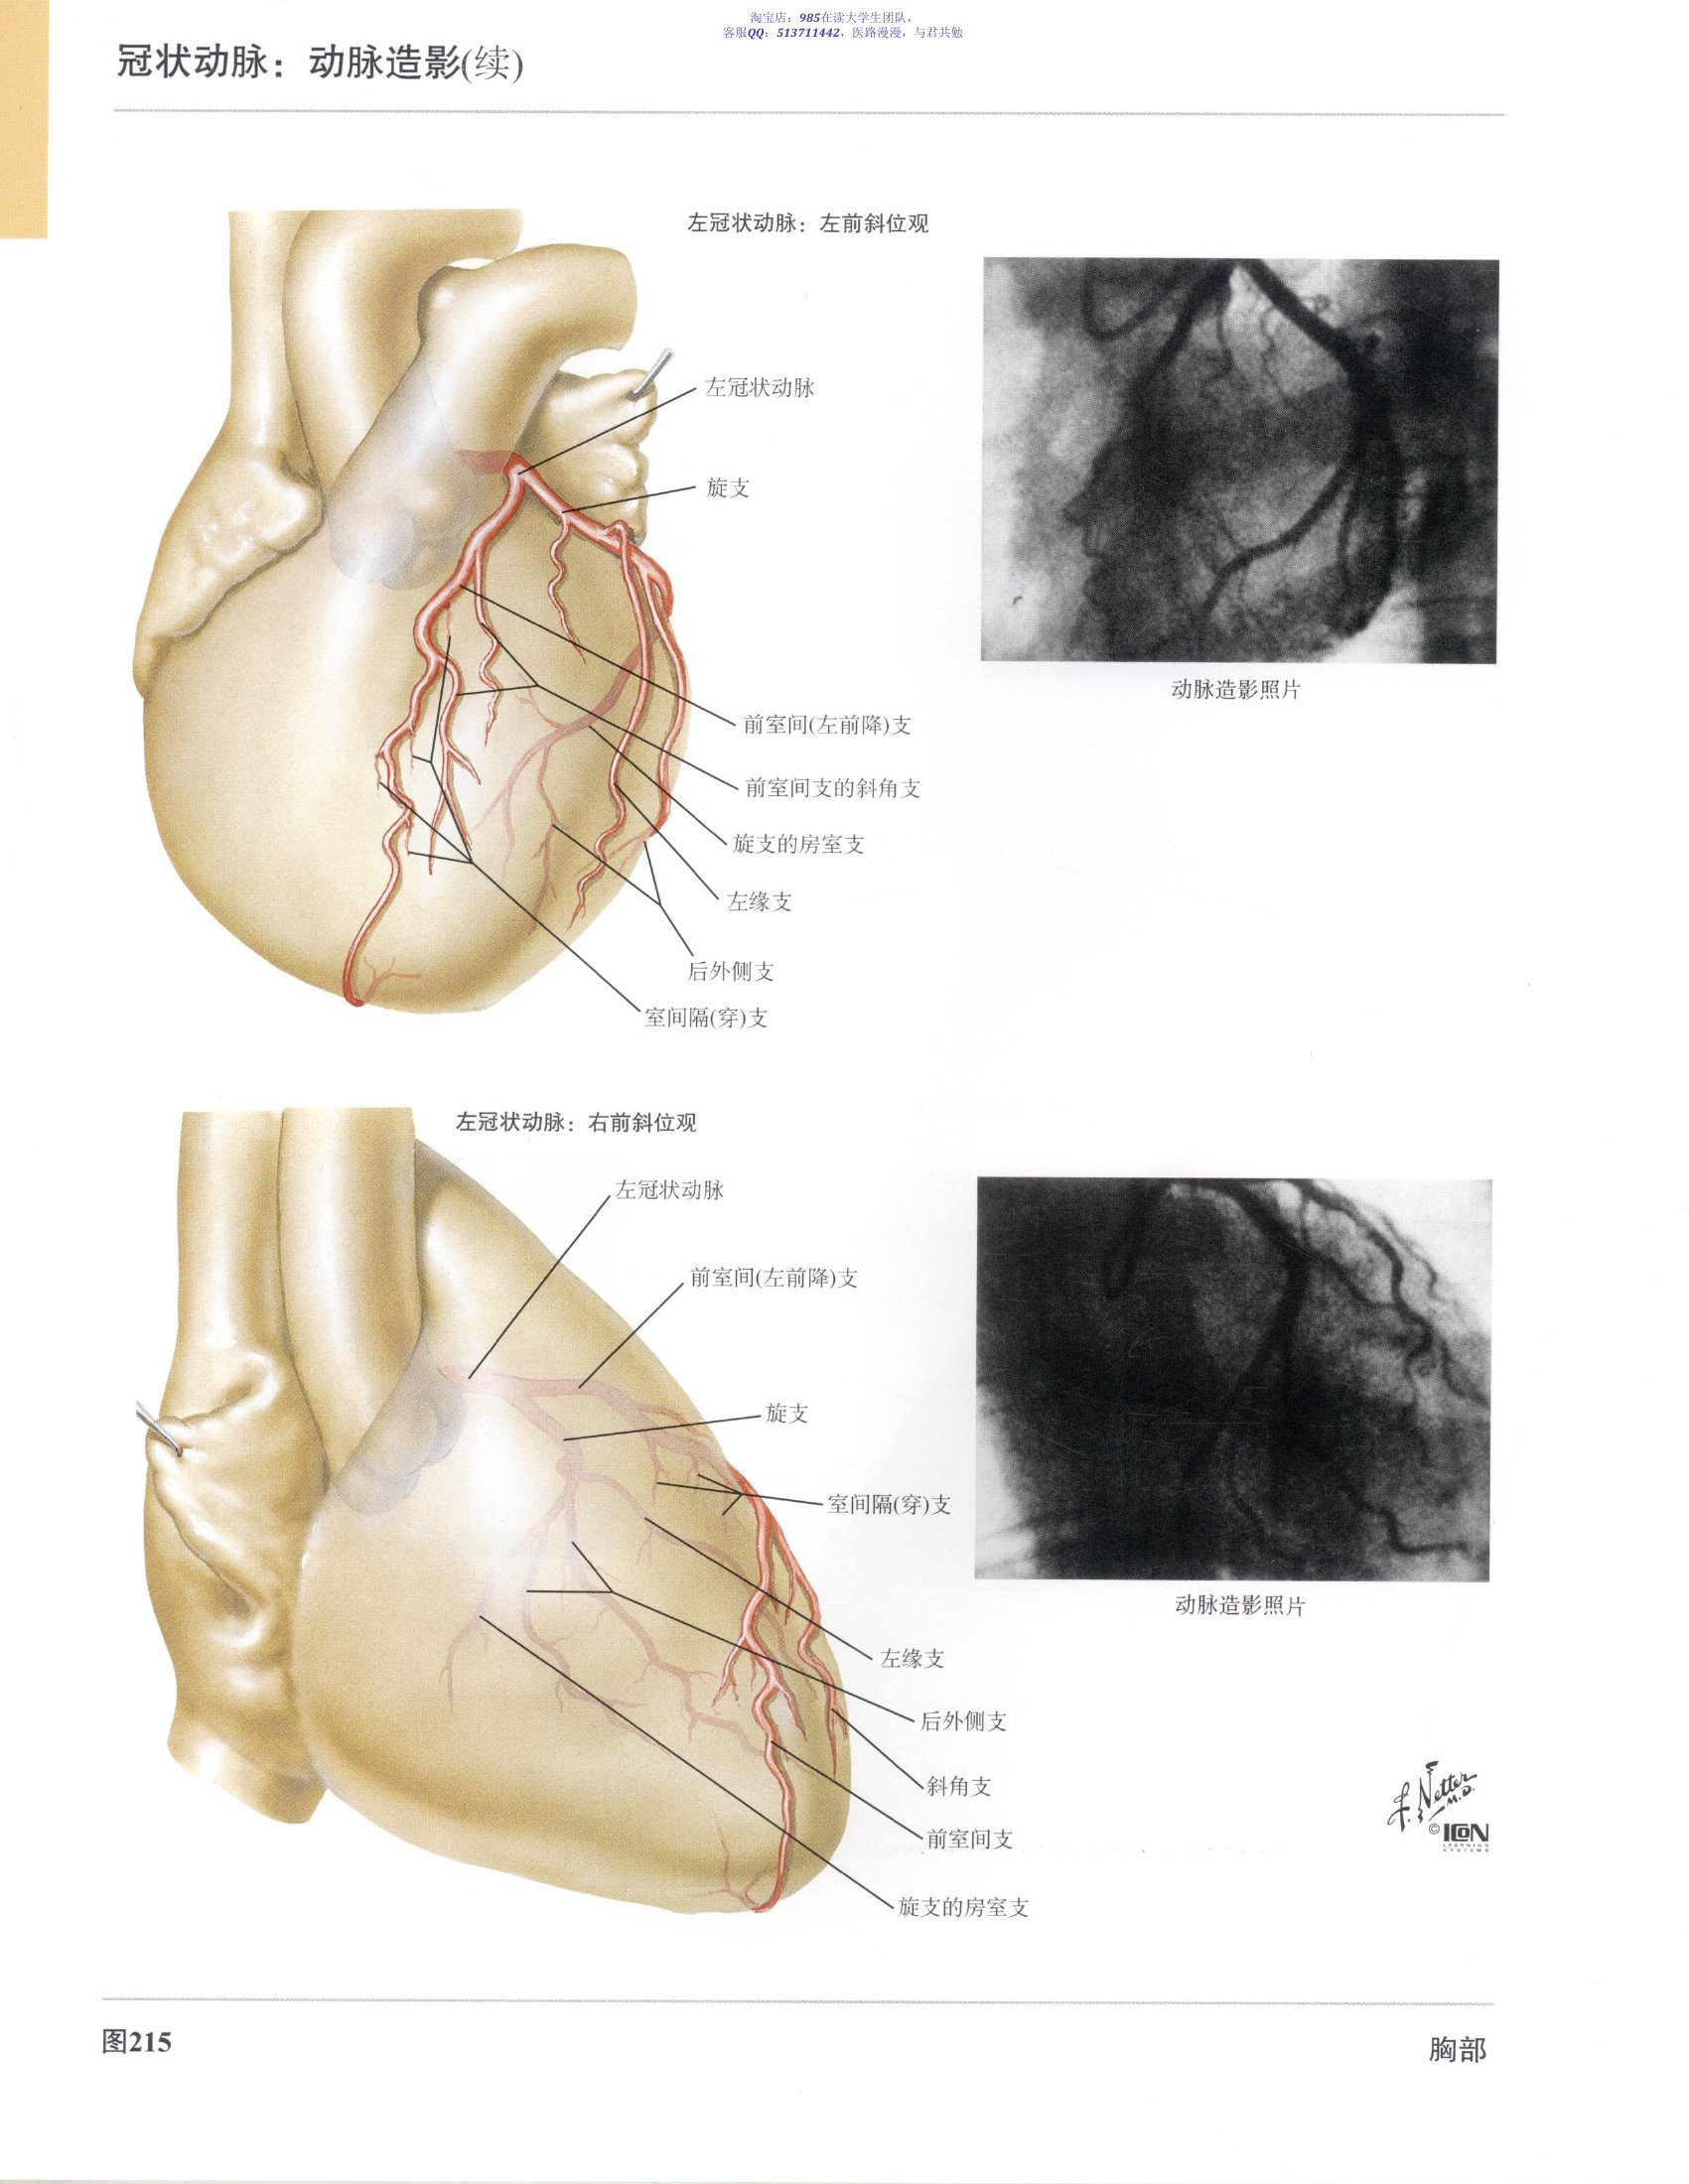 淘宝店：985在读大学生团队，
客服QQ：513711442，医路漫漫，与君共勉
冠状动脉：动脉造影(续)
左冠状动脉：左前斜位观
左冠状动脉
旋支
动脉造影照片
前室间(左前降)支
前室间支的斜角支
旋支的房室支
左缘支
后外侧支
室间隔(穿)支
左冠状动脉：右前斜位观
左冠状动脉
前室间(左前降)支
旋支
室间隔(穿)支
动脉造影照片
左缘支
后外侧支
斜角支
前室间支
旋支的房室支
F. Netter
M.D.
© ICON
LEARNING
SYSTEMS
图215
胸部